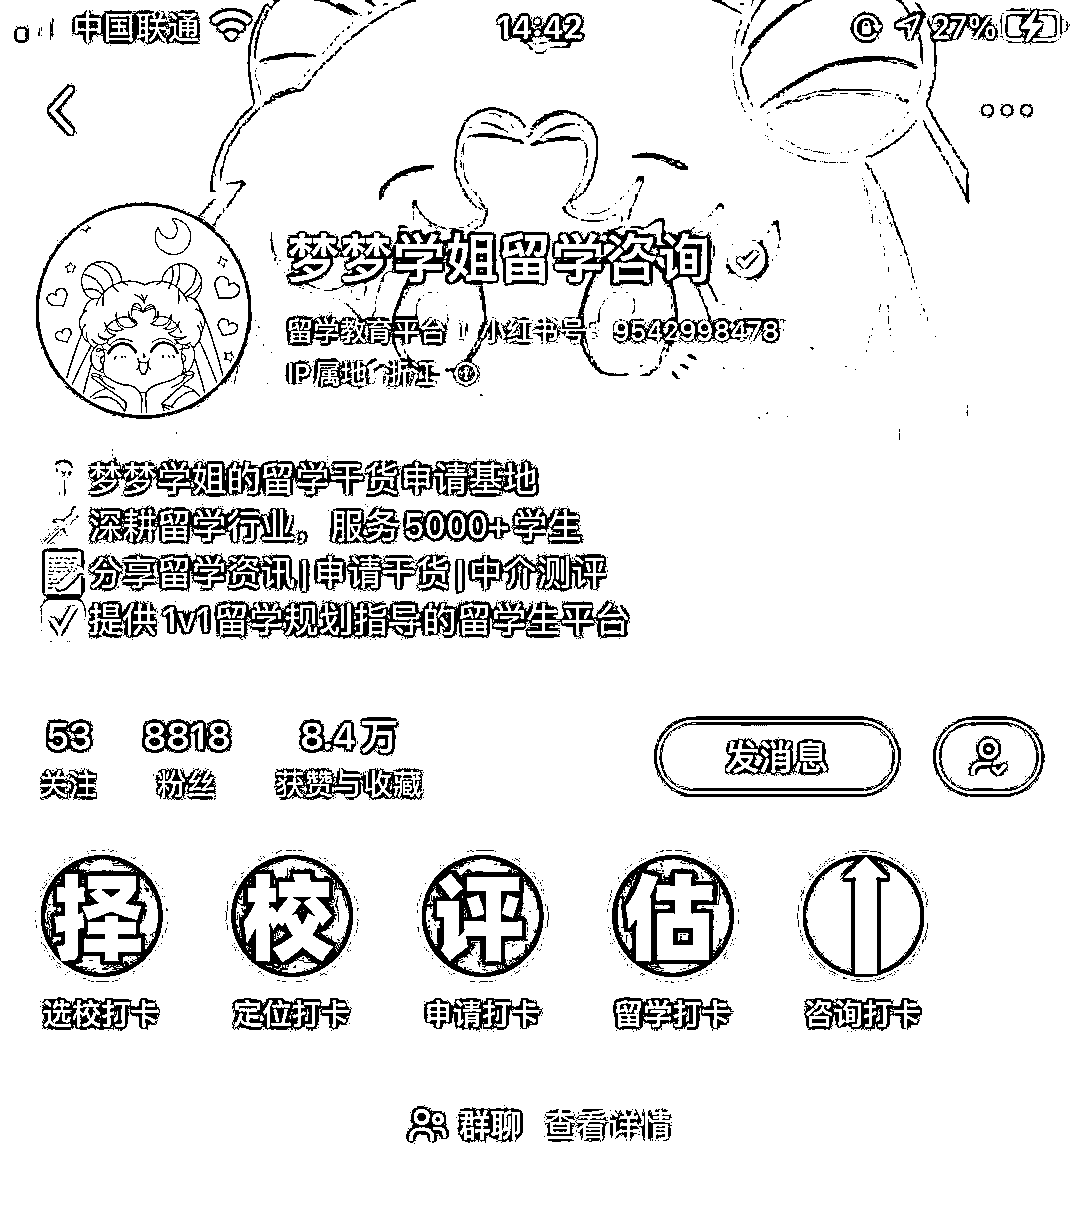 中国联通 14:42 27%
梦梦学姐留学咨询
留学教育平台 | 小红书号: 9542998478
IP属地: 浙江
梦梦学姐的留学干货申请基地
深耕留学行业，服务5000+学生
分享留学资讯|申请干货|中介测评
提供1v1留学规划指导的留学生平台
53 8818 8.4万
关注 粉丝 获赞与收藏
发消息
择 校 评 估
选校打卡 定位打卡 申请打卡 留学打卡 咨询打卡
群聊 查看详情